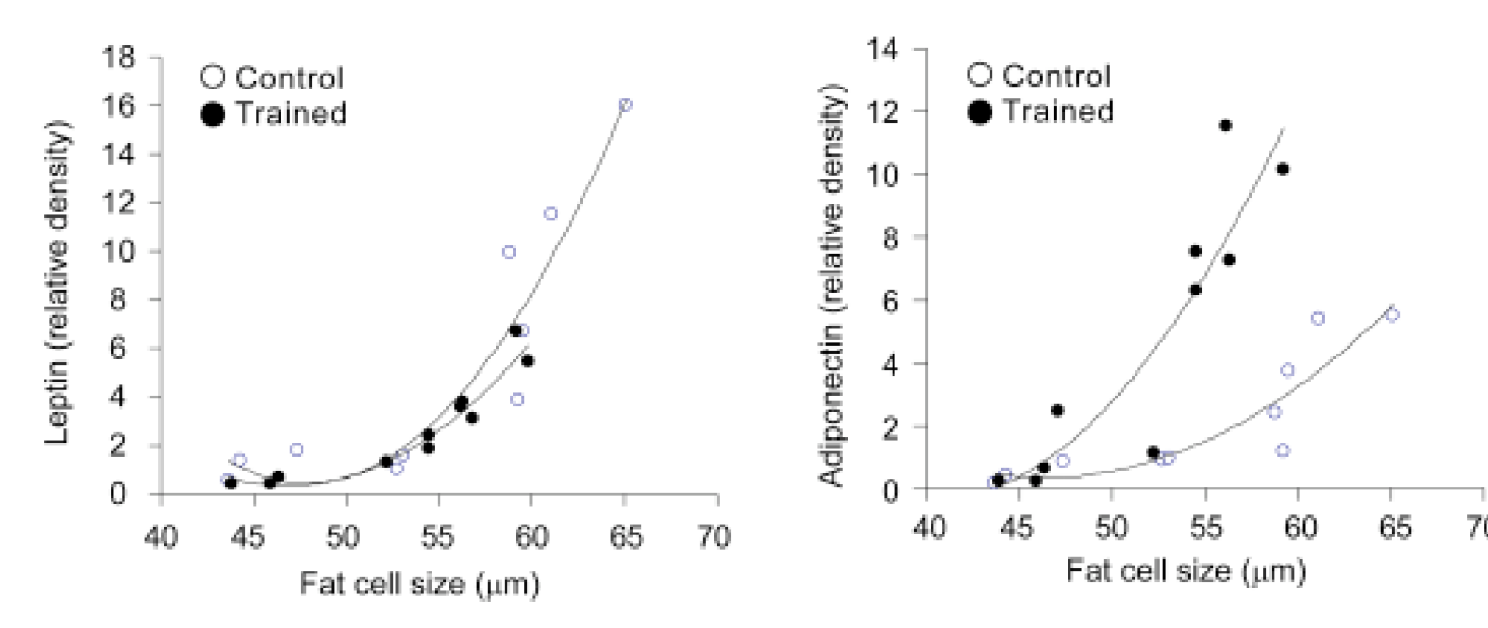 18
16
14
12
10
8
6
4
2
0
Leptin (relative density)
Control
Trained
40 45 50 55 60 65 70
Fat cell size (μm)
14
12
10
8
6
4
2
0
Adiponectin (relative density)
Control
Trained
40 45 50 55 60 65 70
Fat cell size (μm)